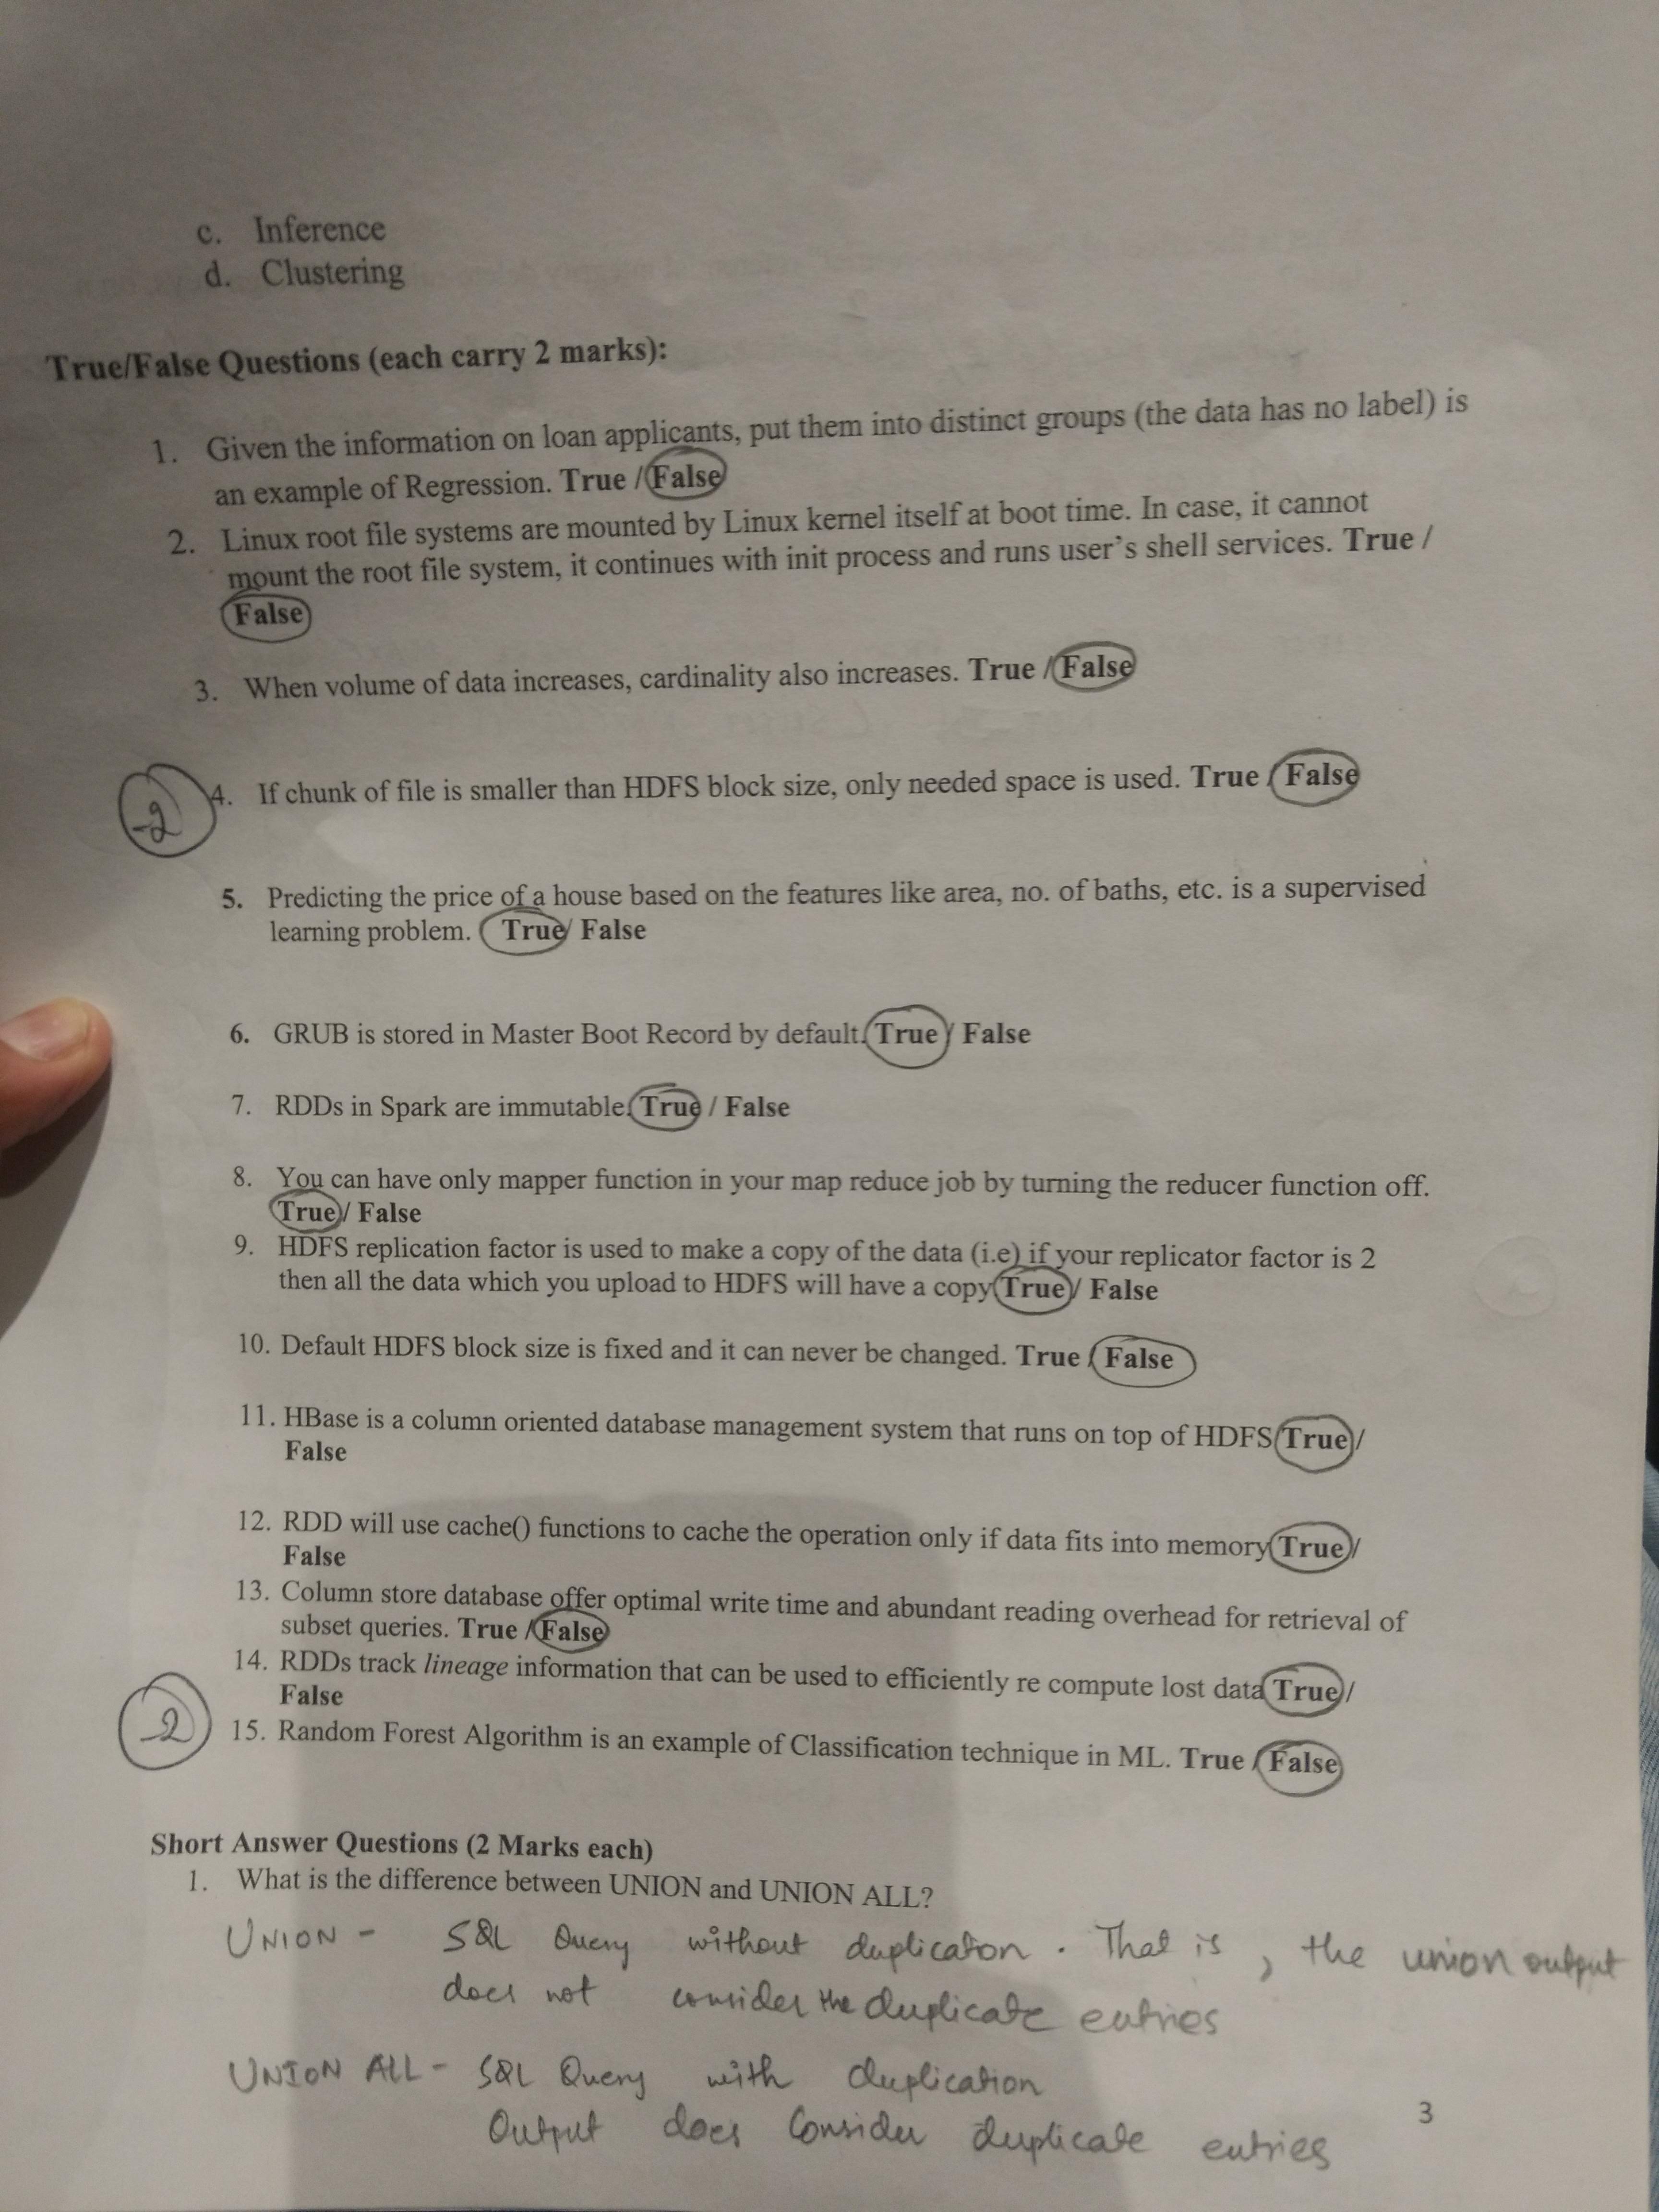 c. Inference
d. Clustering
True/False Questions (each carry 2 marks):
1. Given the information on loan applicants, put them into distinct groups (the data has no label) is
an example of Regression. True / False
2. Linux root file systems are mounted by Linux kernel itself at boot time. In case, it cannot
mount the root file system, it continues with init process and runs user's shell services. True /
False
3. When volume of data increases, cardinality also increases. True / False
-2
4. If chunk of file is smaller than HDFS block size, only needed space is used. True / False
5. Predicting the price of a house based on the features like area, no. of baths, etc. is a supervised
learning problem. True / False
6. GRUB is stored in Master Boot Record by default. True / False
7. RDDs in Spark are immutable. True / False
8. You can have only mapper function in your map reduce job by turning the reducer function off.
True / False
9. HDFS replication factor is used to make a copy of the data (i.e) if your replicator factor is 2
then all the data which you upload to HDFS will have a copy True / False
10. Default HDFS block size is fixed and it can never be changed. True / False
11. HBase is a column oriented database management system that runs on top of HDFS True /
False
12. RDD will use cache() functions to cache the operation only if data fits into memory True /
False
13. Column store database offer optimal write time and abundant reading overhead for retrieval of
subset queries. True / False
14. RDDs track lineage information that can be used to efficiently re compute lost data True /
False
-2
15. Random Forest Algorithm is an example of Classification technique in ML. True / False
Short Answer Questions (2 Marks each)
1. What is the difference between UNION and UNION ALL?
UNION - SQL Query without duplicaton. That is, the union output
does not consider the duplicate entries
UNION ALL - SQL Query with duplication
Output does Consider duplicate entries
3